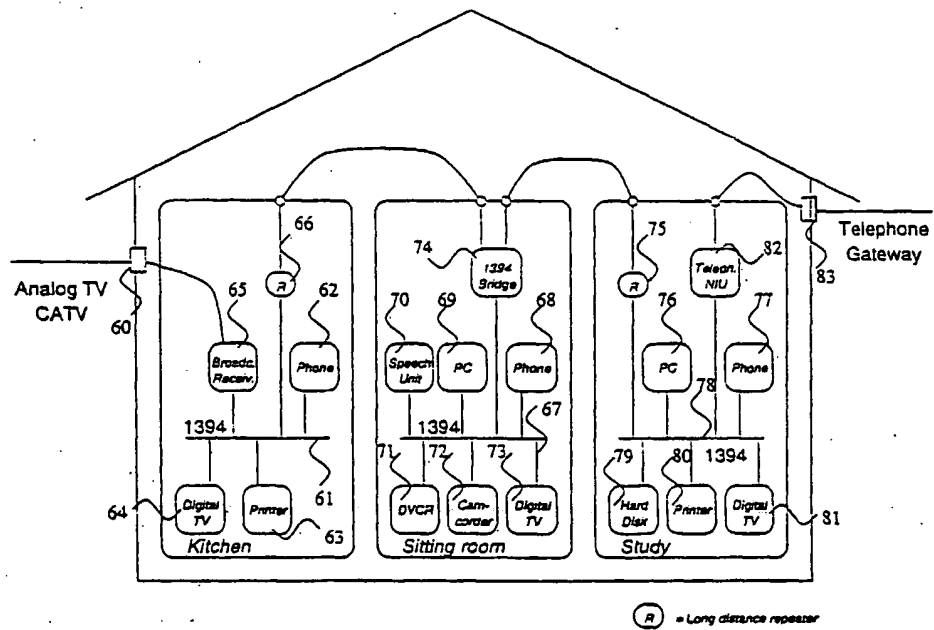 Analog TV
CATV
60
Telephone
Gateway
83
66
R
65
Broadc.
Receiv.
62
Phone
1394
61
64
Digital
TV
Printer
63
Kitchen
74
1394
Bridge
70
Speech
Unit
69
PC
68
Phone
67
1394
71
DVCR
72
Cam-
corder
73
Digital
TV
Sitting room
75
R
82
Teleph.
NIU
76
PC
77
Phone
78
1394
79
Hard
Disk
80
Printer
Digital
TV
81
Study
R = Long distance repeater